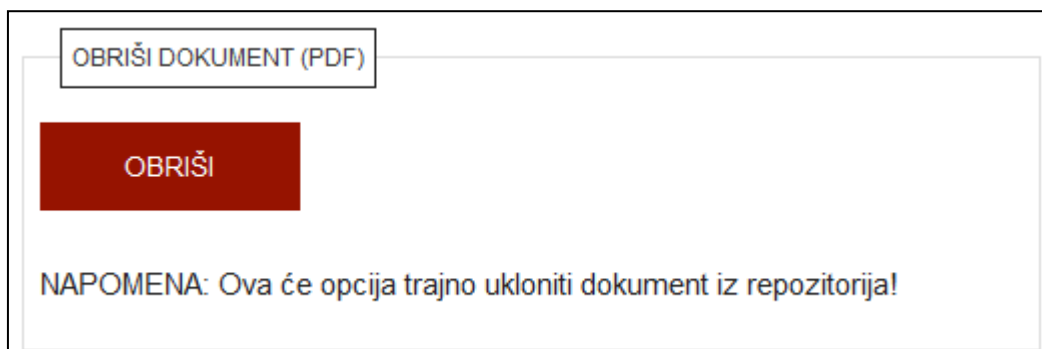 OBRIŠI DOKUMENT (PDF)
OBRIŠI
NAPOMENA: Ova će opcija trajno ukloniti dokument iz repozitorija!